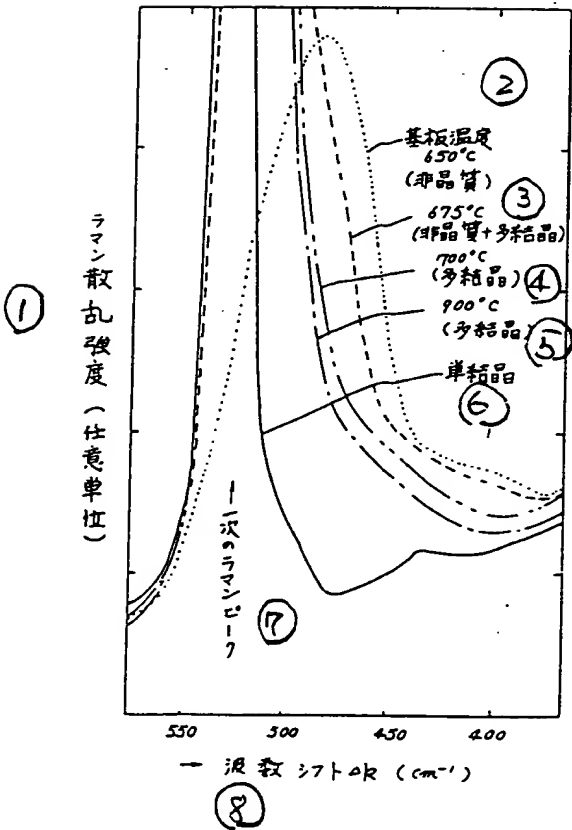 ①
ラマン散乱強度(任意単位)
②
基板温度
650°C
(非晶質)
③
675°C
(非晶質+多結晶)
700°C
(多結晶)
④
900°C
(多結晶)
⑤
単結晶
⑥
←一次のラマンピーク
⑦
550 500 450 400
→ 波数シフトΔk (cm⁻¹)
⑧